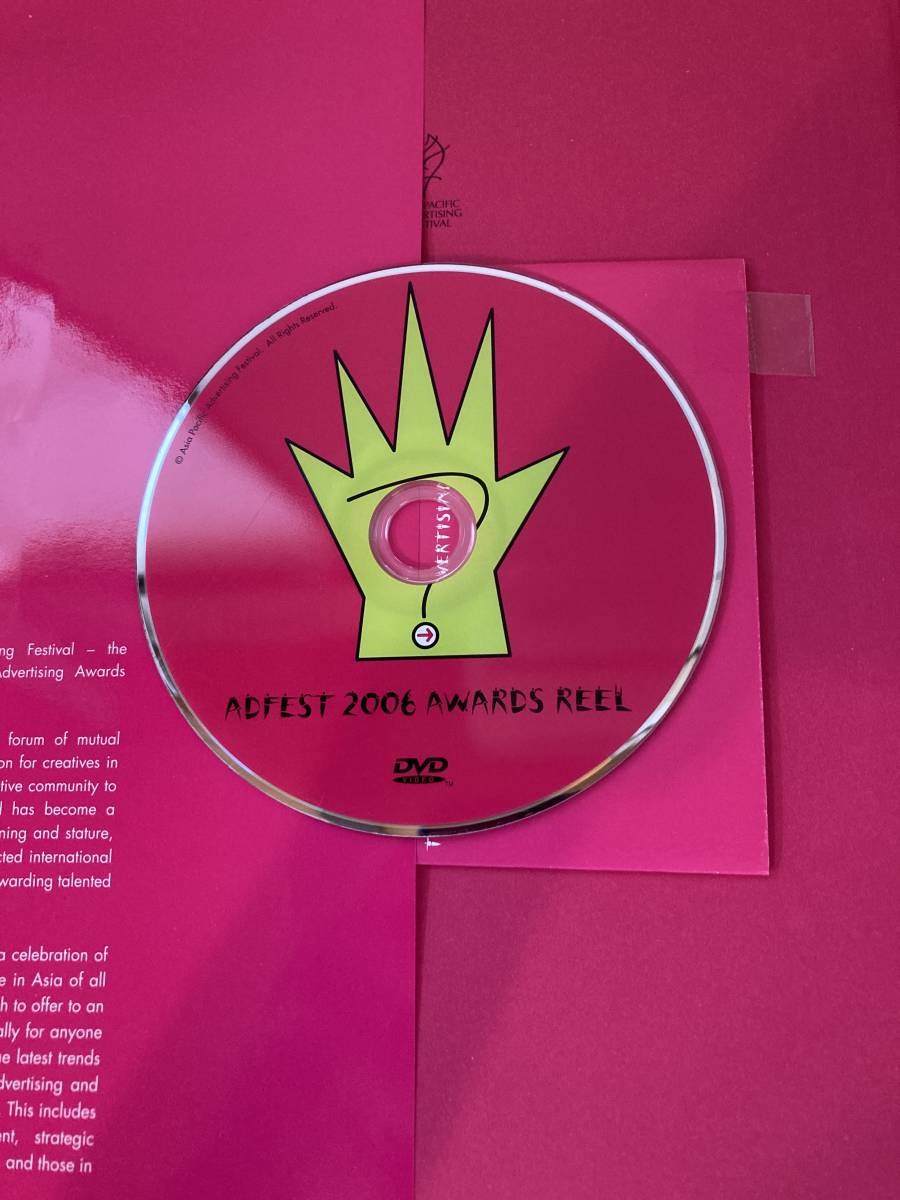 PACIFIC
RTISING
TIVAL
© Asia Pacific Advertising Festival. All Rights Reserved.
VERTISING
ADFEST 2006 AWARDS REEL
DVD
VIDEO
TM
ng Festival – the
Advertising Awards
forum of mutual
on for creatives in
tive community to
has become a
ning and stature,
cted international
warding talented
a celebration of
e in Asia of all
h to offer to an
ally for anyone
e latest trends
dvertising and
This includes
nt, strategic
and those in